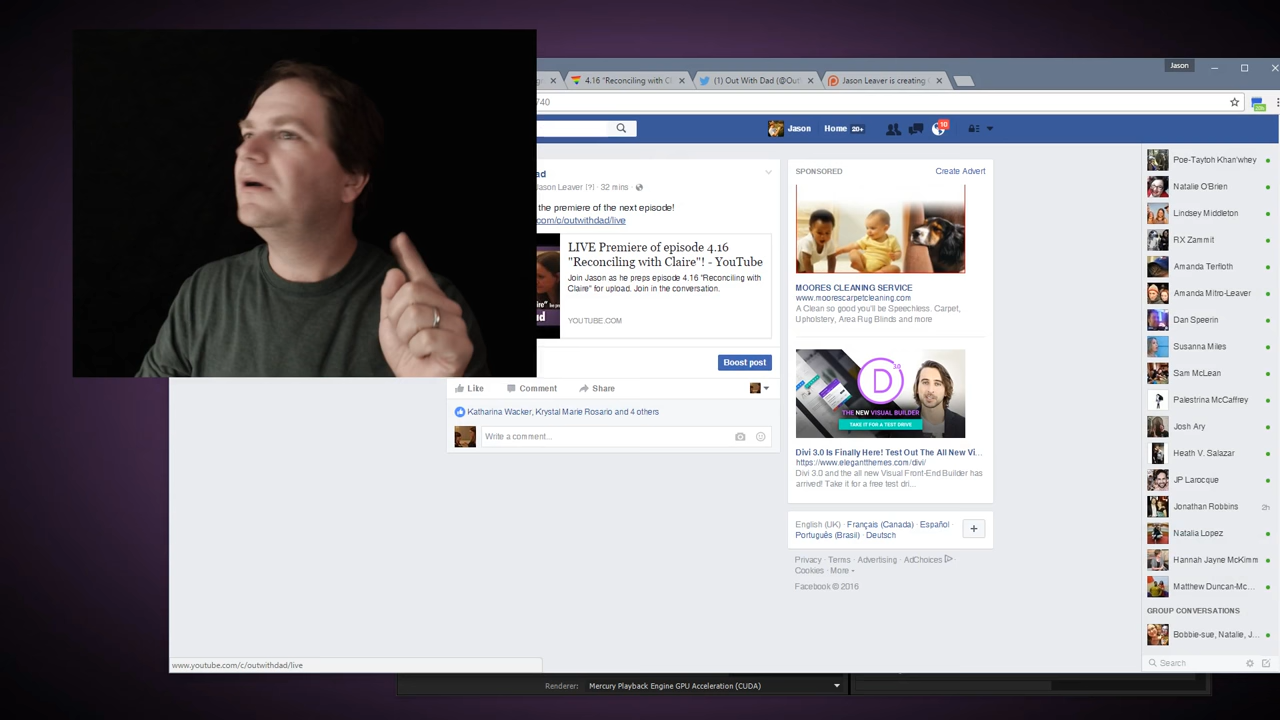 Jason
4.16 "Reconciling with Cl
(1) Out With Dad (@Out
Jason Leaver is creating
740
Jason
Home 20+
10
ad
Jason Leaver [?] · 32 mins ·
the premiere of the next episode!
com/c/outwithdad/live
LIVE Premiere of episode 4.16
"Reconciling with Claire"! - YouTube
Join Jason as he preps episode 4.16 "Reconciling with
Claire" for upload. Join in the conversation.
YOUTUBE.COM
Boost post
Like Comment Share
Katharina Wacker, Krystal Marie Rosario and 4 others
Write a comment...
SPONSORED
Create Advert
MOORES CLEANING SERVICE
www.moorescarpetcleaning.com
A Clean so good you'll be Speechless. Carpet,
Upholstery, Area Rug Blinds and more
D
THE NEW VISUAL BUILDER
TAKE IT FOR A TEST DRIVE
Divi 3.0 Is Finally Here! Test Out The All New Vi...
https://www.elegantthemes.com/divi/
Divi 3.0 and the all new Visual Front-End Builder has
arrived! Take it for a free test dri...
English (UK) · Français (Canada) · Español ·
Português (Brasil) · Deutsch
Privacy · Terms · Advertising · AdChoices ·
Cookies · More
Facebook © 2016
Poe-Taytoh Khan'whey
Natalie O'Brien
Lindsey Middleton
RX Zammit
Amanda Terfloth
Amanda Mitro-Leaver
Dan Speerin
Susanna Miles
Sam McLean
Palestrina McCaffrey
Josh Ary
Heath V. Salazar
JP Larocque
Jonathan Robbins 2h
Natalia Lopez
Hannah Jayne McKimm
Matthew Duncan-Mc...
GROUP CONVERSATIONS
Bobbie-sue, Natalie, J...
Search
www.youtube.com/c/outwithdad/live
Renderer: Mercury Playback Engine GPU Acceleration (CUDA)